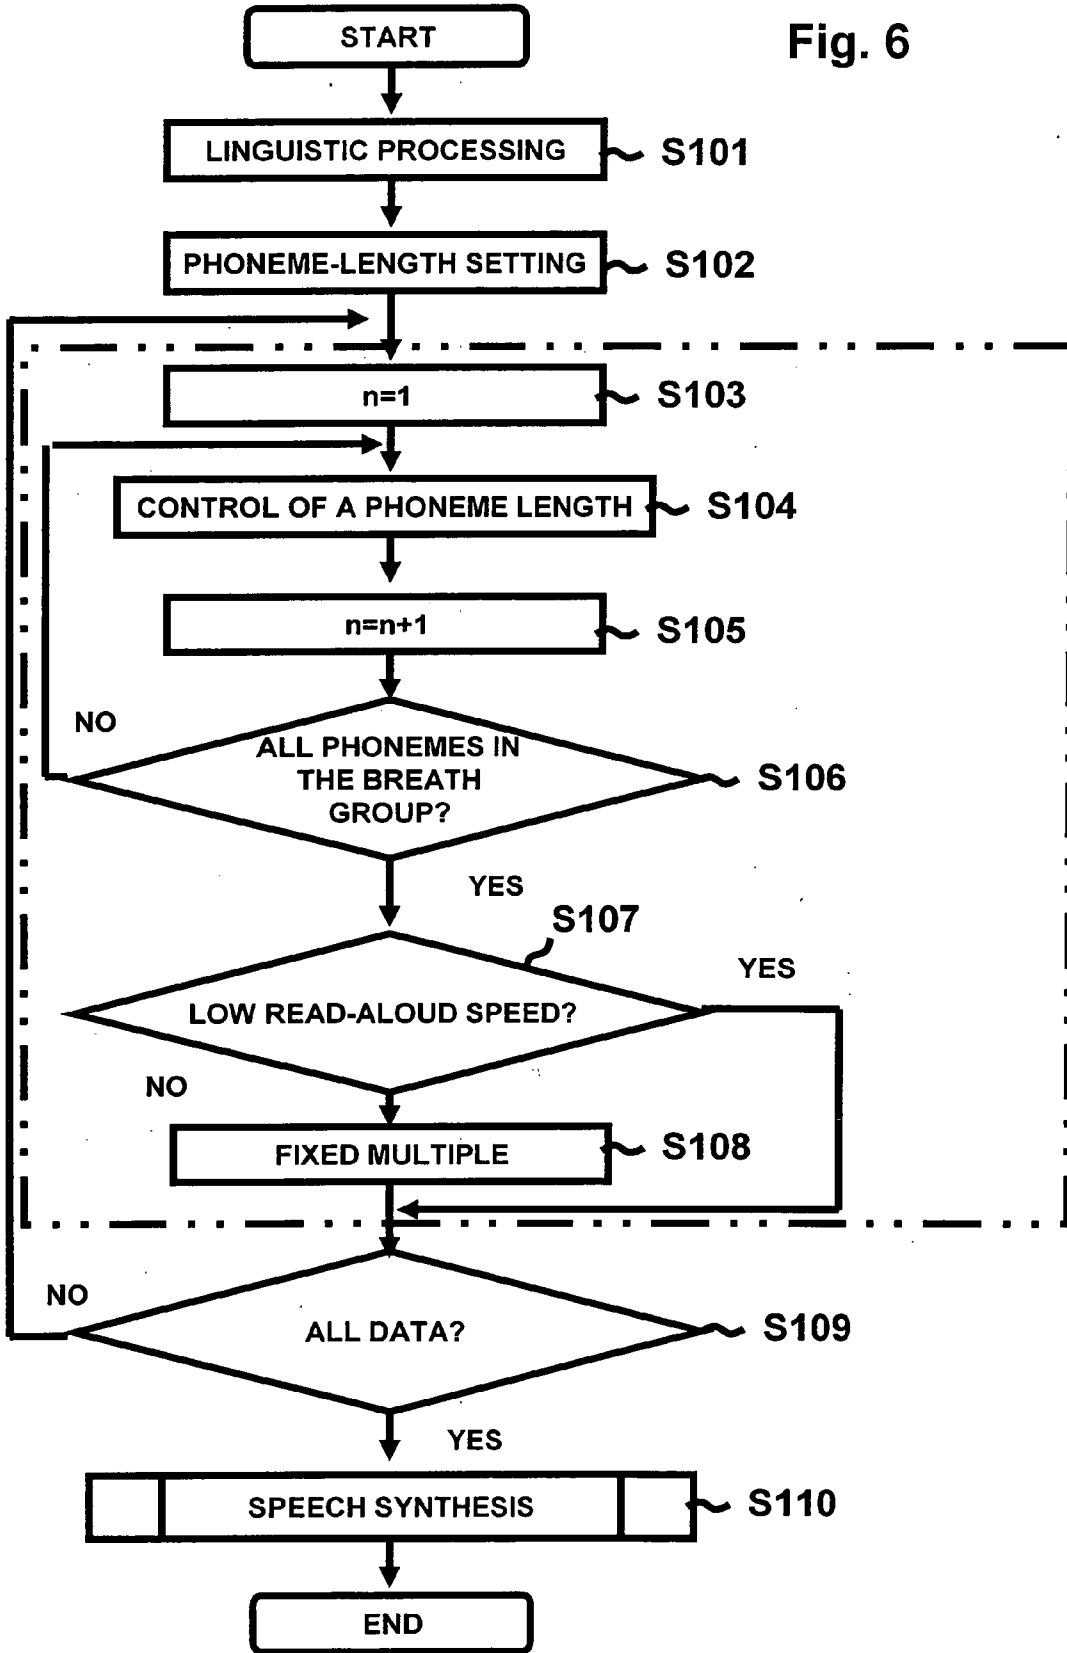 START
Fig. 6
LINGUISTIC PROCESSING
S101
PHONEME-LENGTH SETTING
S102
n=1
S103
CONTROL OF A PHONEME LENGTH
S104
n=n+1
S105
NO
ALL PHONEMES IN
THE BREATH
GROUP?
S106
YES
S107
YES
LOW READ-ALOUD SPEED?
NO
FIXED MULTIPLE
S108
NO
ALL DATA?
S109
YES
SPEECH SYNTHESIS
S110
END